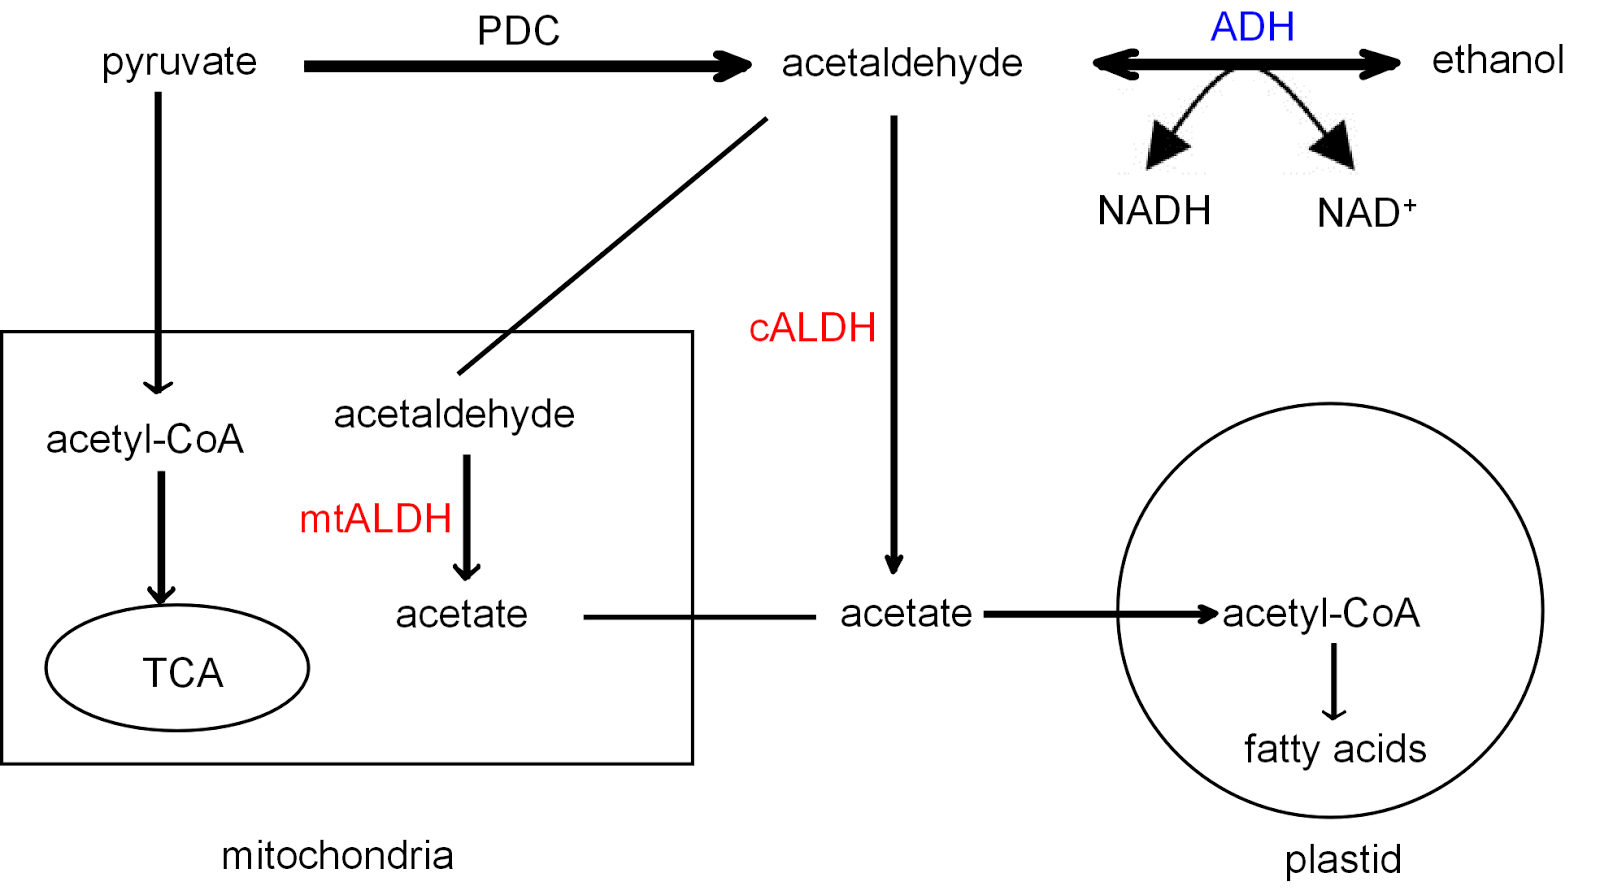 PDC
ADH
pyruvate
acetaldehyde
ethanol
NADH
NAD⁺
cALDH
acetaldehyde
acetyl-CoA
mtALDH
acetate
acetate
acetyl-CoA
TCA
fatty acids
mitochondria
plastid